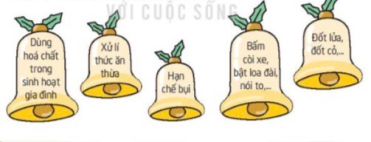 VỚI CUỘC SỐNG
Dùng
hoá chất
trong
sinh hoạt
gia đình
Xử lí
thức ăn
thừa
Hạn
chế bụi
Bấm
còi xe,
bật loa đài,
nói to,...
Đốt lửa,
đốt cỏ,...